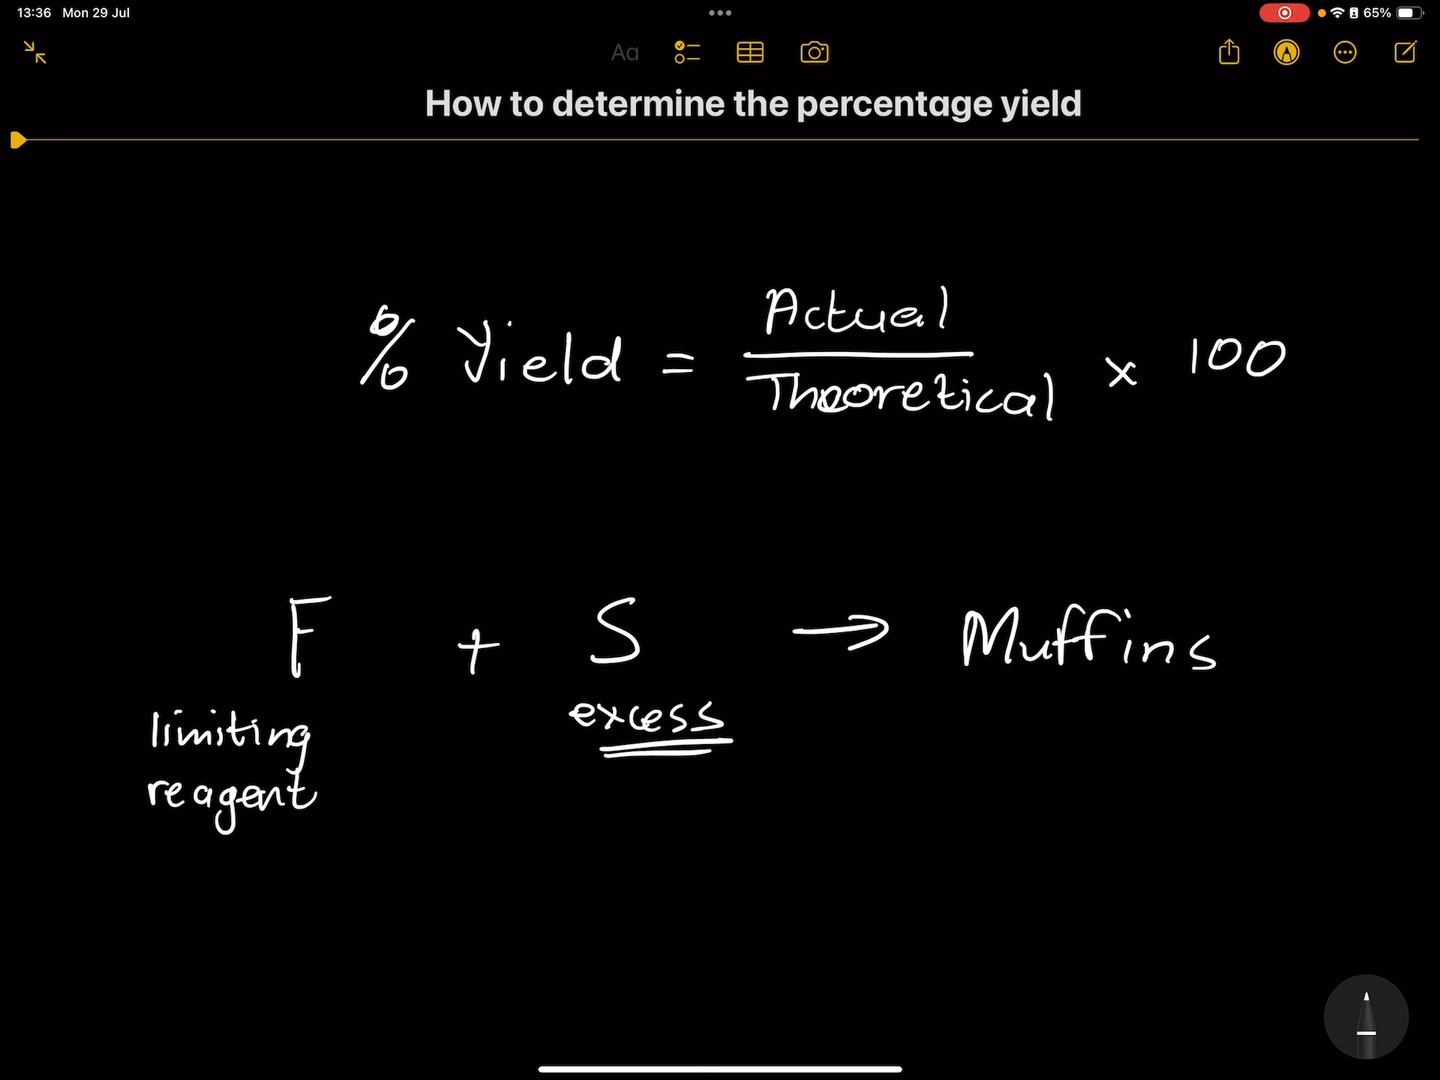 13:36 Mon 29 Jul
65%
Aa
How to determine the percentage yield
% Yield = Actual / Theoretical × 100
F + S → Muffins
limiting excess
reagent